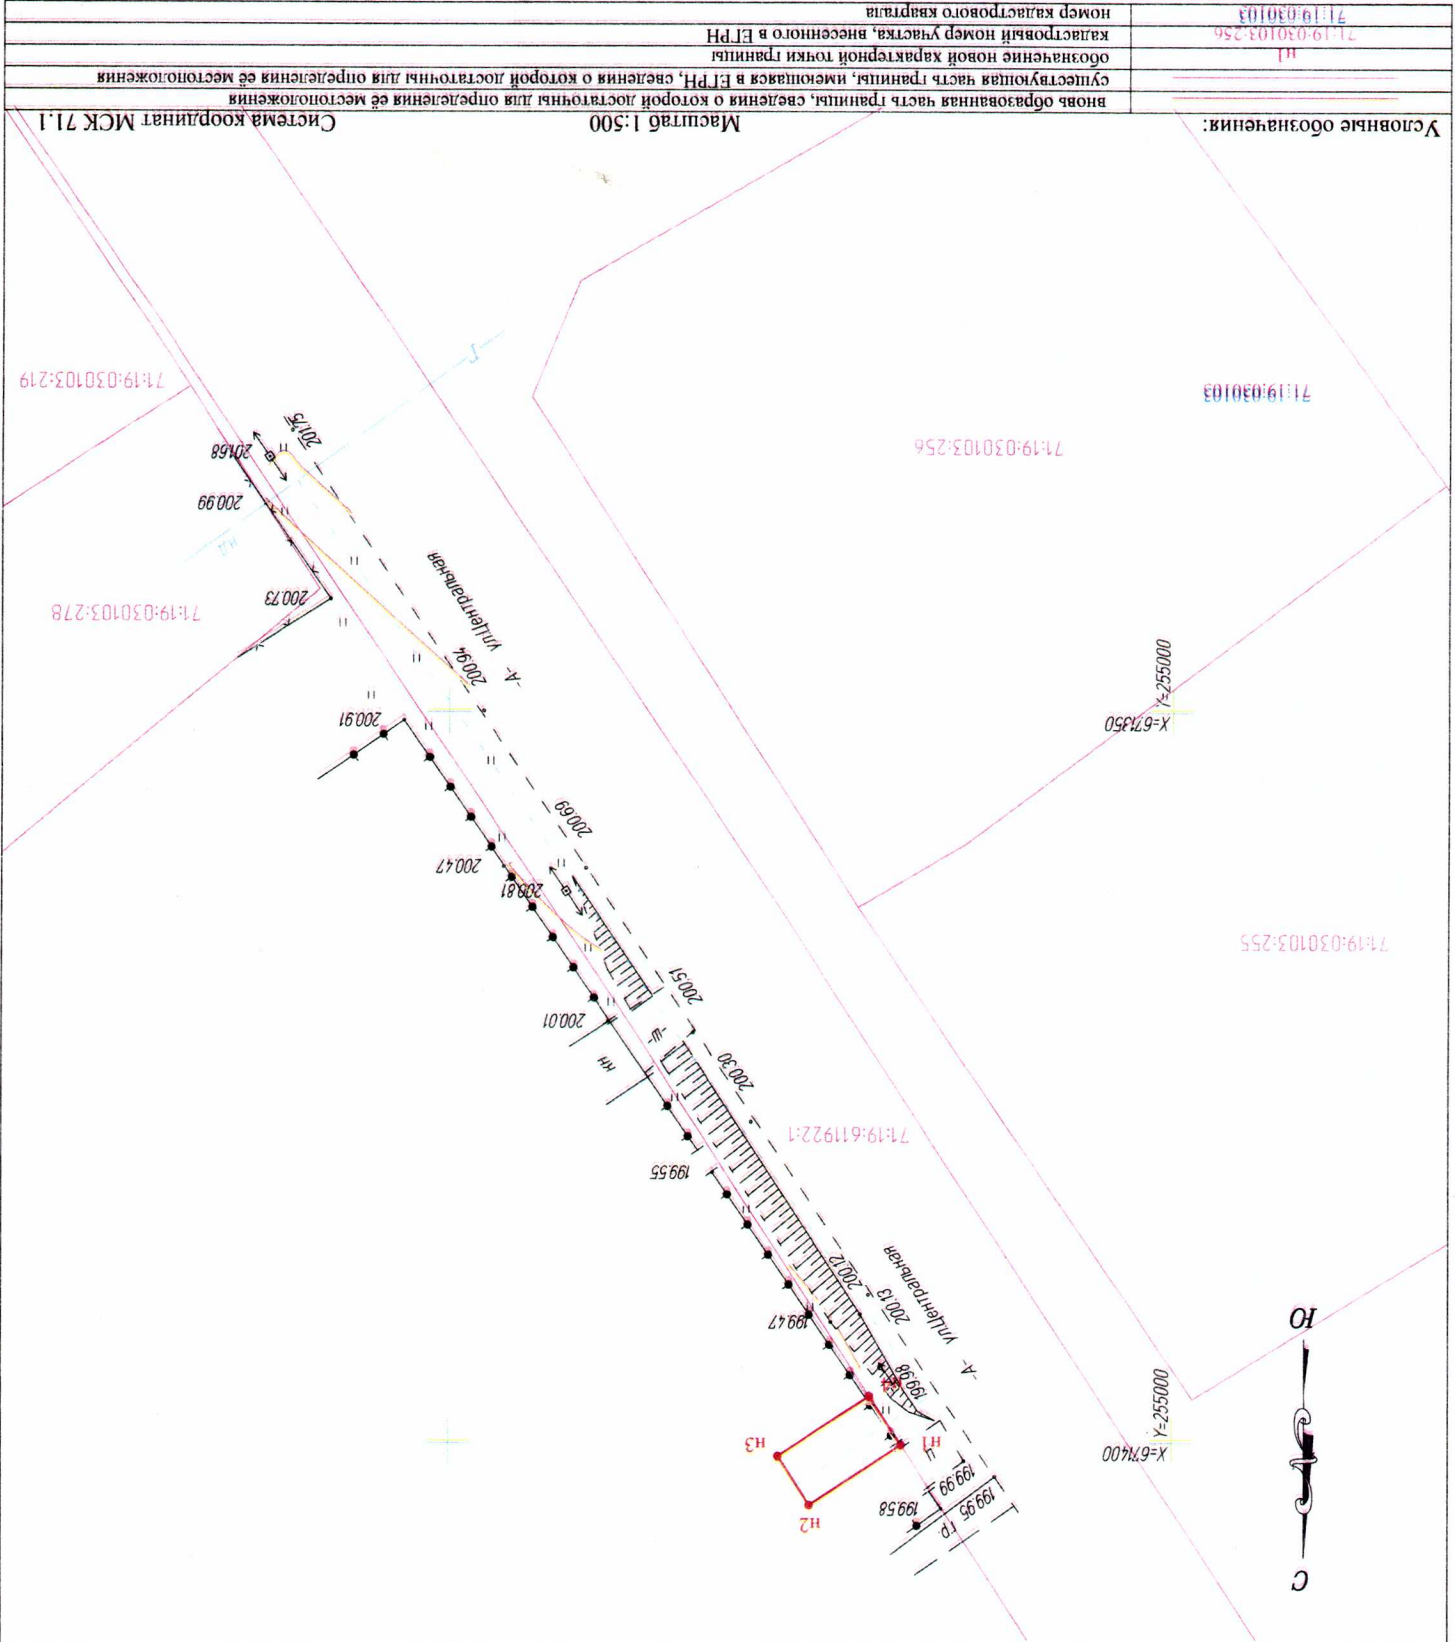 С
Ю
гр.
199.95
199.99
199.58
н2
н1
н3
X=671400
Y=255000
199.98
-А- ул.Центральная
200.13
200.12
199.47
71:19:611922:1
199.55
200.30
кн
200.01
200.51
71:19:030103:255
200.81
200.47
200.69
X=671350
Y=255000
200.91
200.94
-А- ул.Центральная
200.73
71:19:030103:278
200.99
201.68
201.75
71:19:030103:256
71:19:030103
71:19:030103:219
Г
Условные обозначения:
Масштаб 1:500
Система координат МСК 71.1
вновь образованная часть границы, сведения о которой достаточны для определения её местоположения
существующая часть границы, имеющаяся в ЕГРН, сведения о которой достаточны для определения её местоположения
н1 обозначение новой характерной точки границы
71:19:030103:256 кадастровый номер участка, внесенного в ЕГРН
71:19:030103 номер кадастрового квартала